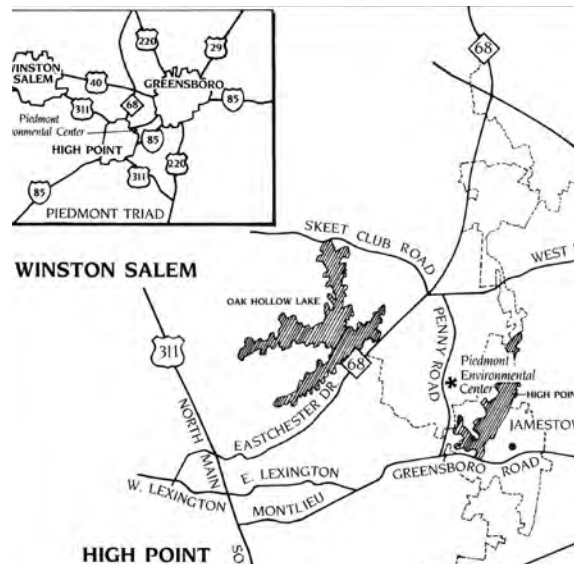 220
29
WINSTON
SALEM
40
GREENSBORO
311
68
85
Piedmont
Environmental Center
85
HIGH POINT
220
311
85
PIEDMONT TRIAD
68
SKEET CLUB ROAD
WEST
WINSTON SALEM
OAK HOLLOW LAKE
PENNY ROAD
311
68
Piedmont
Environmental
Center
HIGH POINT
JAMESTOW
NORTH MAIN
EASTCHESTER DR.
E. LEXINGTON
GREENSBORO ROAD
W. LEXINGTON
MONTLIEU
HIGH POINT
SO